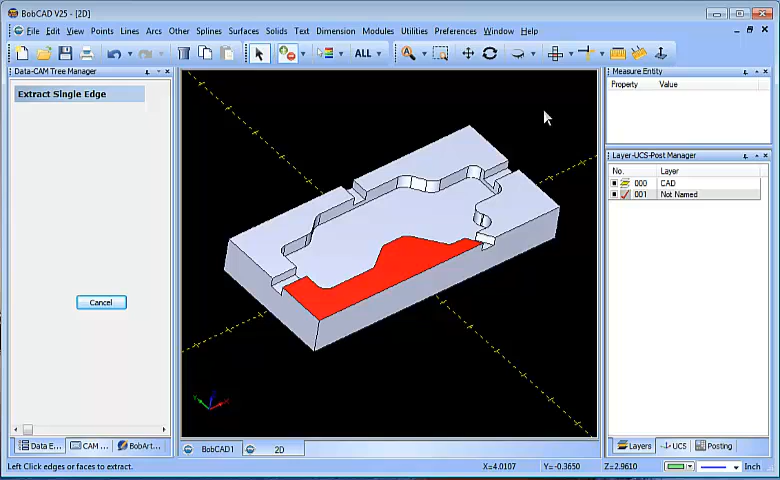 BobCAD V25 - [2D]
File Edit View Points Lines Arcs Other Splines Surfaces Solids Text Dimension Modules Utilities Preferences Window Help
ALL
Data-CAM Tree Manager
Measure Entity
Extract Single Edge
Property Value
Layer-UCS-Post Manager
No. Layer
000 CAD
001 Not Named
Cancel
Data E... CAM ... BobArt...
BobCAD1 2D
Layers UCS Posting
Left Click edges or faces to extract.
X=4.0107 Y=-0.3650 Z=2.9610 Inch